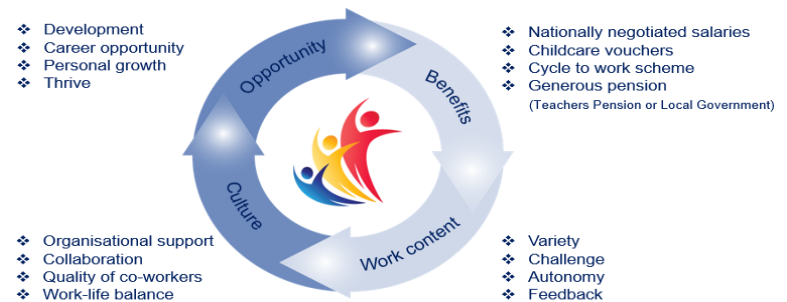 Development
Career opportunity
Personal growth
Thrive
Opportunity
Benefits
Nationally negotiated salaries
Childcare vouchers
Cycle to work scheme
Generous pension
(Teachers Pension or Local Government)
Culture
Work content
Organisational support
Collaboration
Quality of co-workers
Work-life balance
Variety
Challenge
Autonomy
Feedback